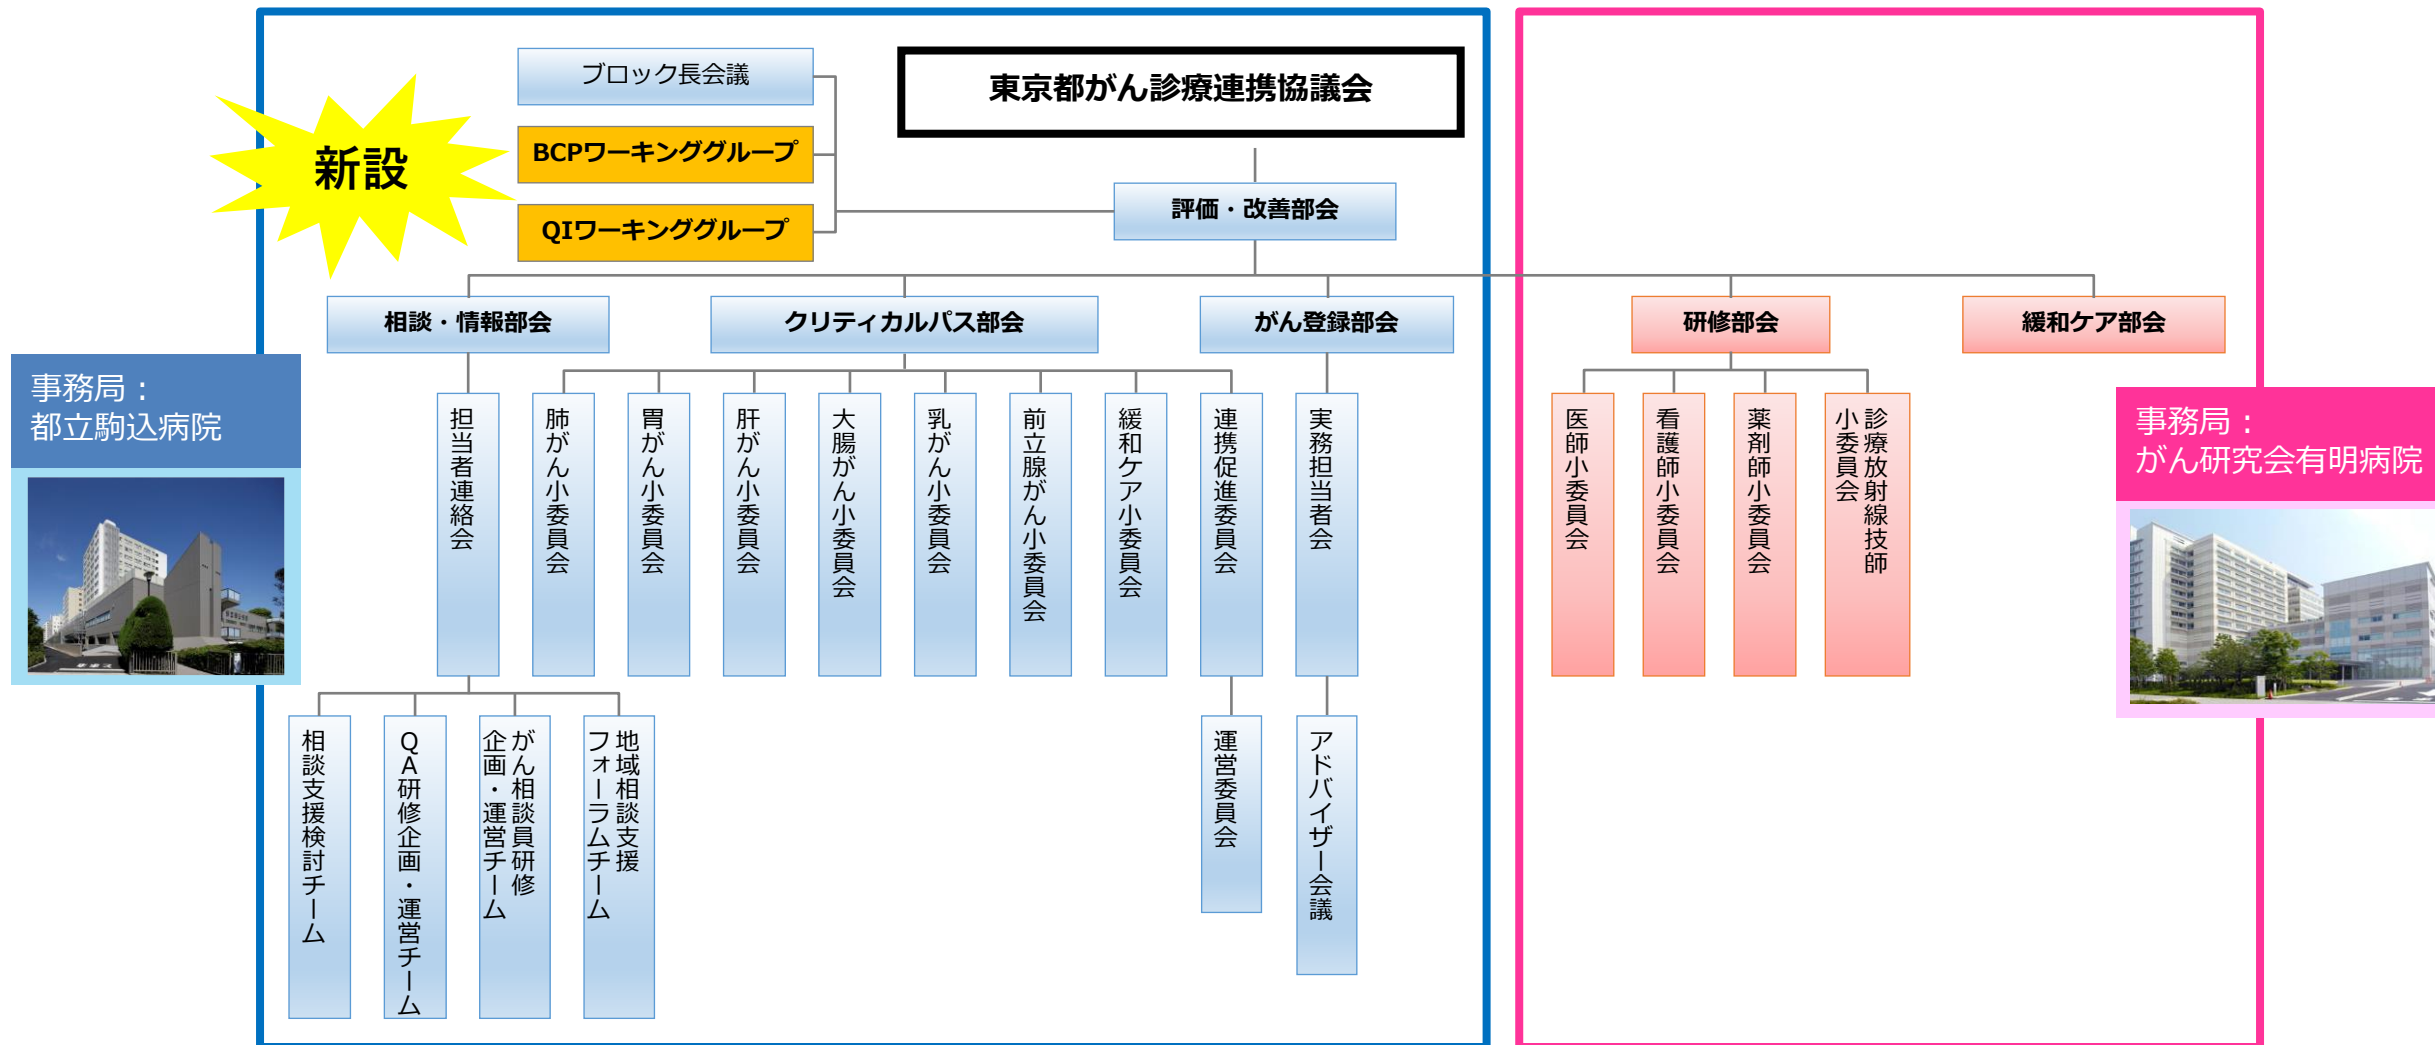 ブロック長会議
東京都がん診療連携協議会
新設
BCPワーキンググループ
QIワーキンググループ
評価・改善部会
相談・情報部会
クリティカルパス部会
がん登録部会
研修部会
緩和ケア部会
事務局：
都立駒込病院
事務局：
がん研究会有明病院
担当者連絡会
肺がん小委員会
胃がん小委員会
肝がん小委員会
大腸がん小委員会
乳がん小委員会
前立腺がん小委員会
緩和ケア小委員会
連携促進委員会
実務担当者会
医師小委員会
看護師小委員会
薬剤師小委員会
診療放射線技師
小委員会
相談支援検討チーム
QA研修企画・運営チーム
がん相談員研修
企画・運営チーム
地域相談支援
フォーラムチーム
運営委員会
アドバイザー会議